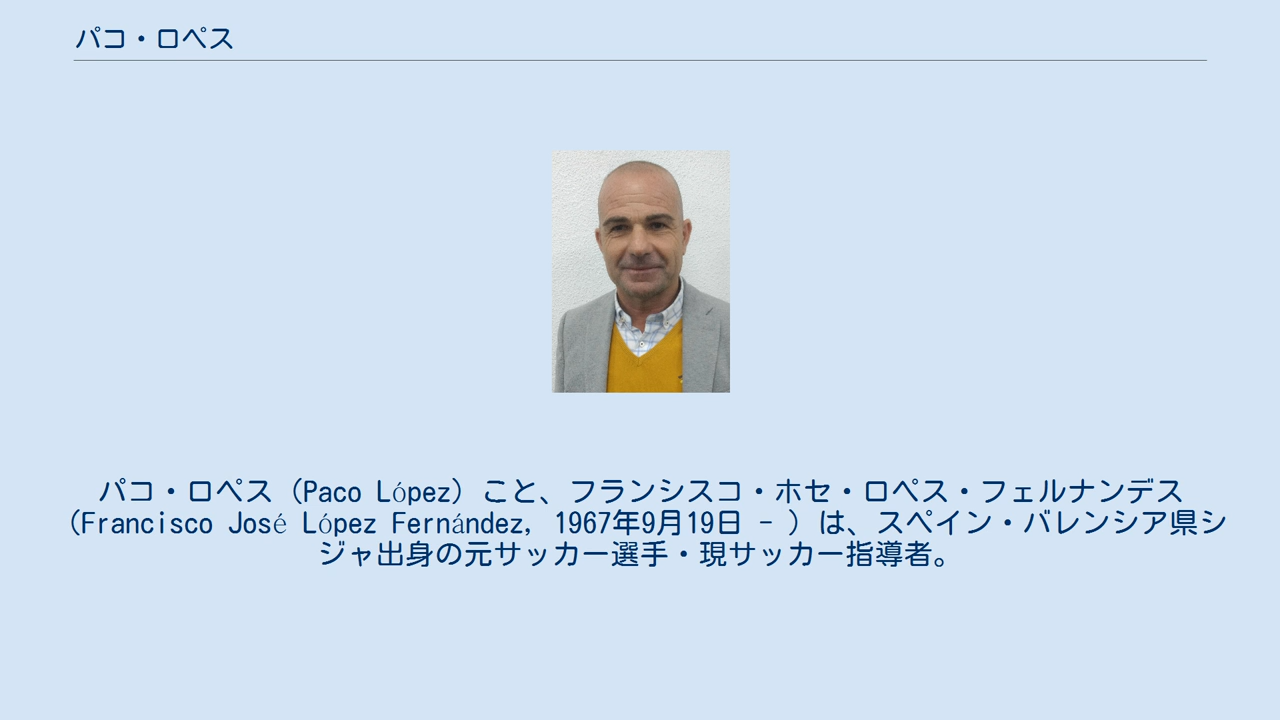 パコ・ロペス
パコ・ロペス（Paco López）こと、フランシスコ・ホセ・ロペス・フェルナンデス
（Francisco José López Fernández, 1967年9月19日 - ）は、スペイン・バレンシア県シ
ジャ出身の元サッカー選手・現サッカー指導者。